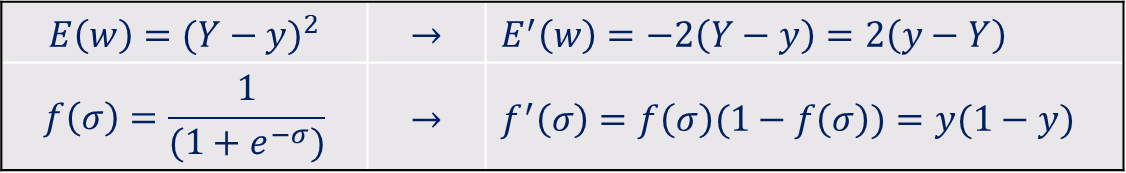 E(w) = (Y − y)² → E′(w) = −2(Y − y) = 2(y − Y)
f(σ) = 1/(1 + e^−σ) → f′(σ) = f(σ)(1 − f(σ)) = y(1 − y)